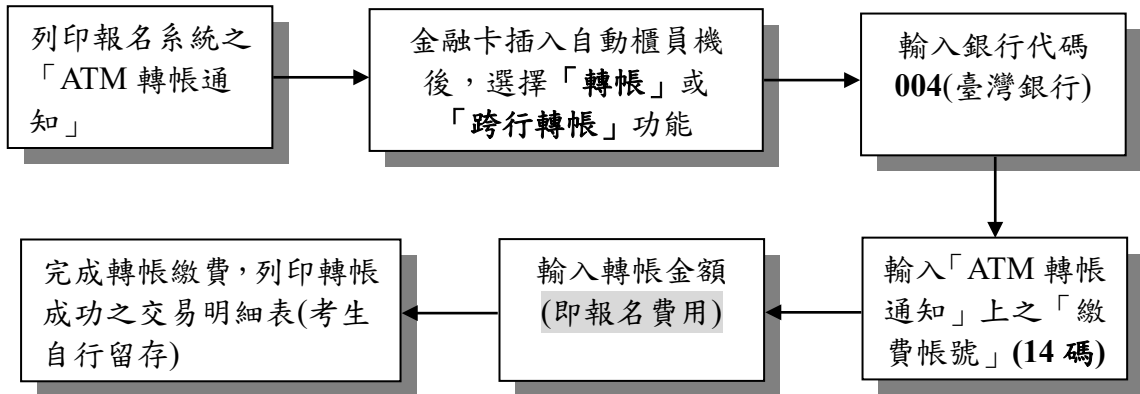 列印報名系統之
「ATM 轉帳通
知」
金融卡插入自動櫃員機
後，選擇「轉帳」或
「跨行轉帳」功能
輸入銀行代碼
004(臺灣銀行)
輸入「ATM 轉帳
通知」上之「繳
費帳號」(14 碼)
輸入轉帳金額
(即報名費用)
完成轉帳繳費，列印轉帳
成功之交易明細表(考生
自行留存)